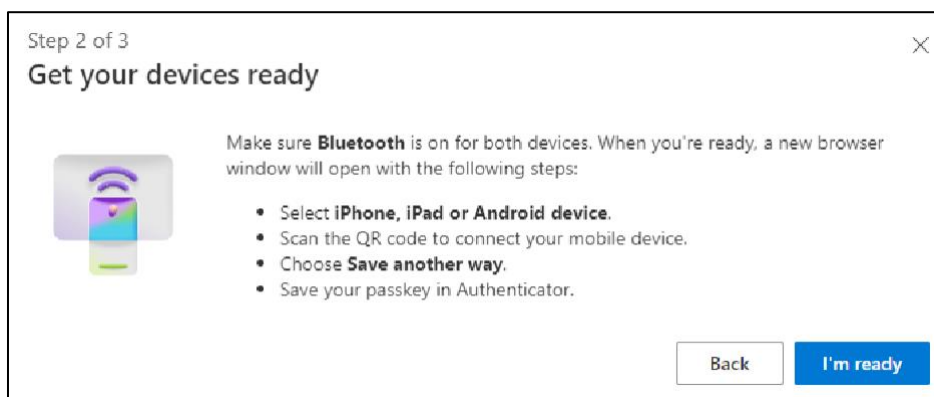 Step 2 of 3
Get your devices ready
Make sure Bluetooth is on for both devices. When you're ready, a new browser
window will open with the following steps:
• Select iPhone, iPad or Android device.
• Scan the QR code to connect your mobile device.
• Choose Save another way.
• Save your passkey in Authenticator.
Back
I'm ready